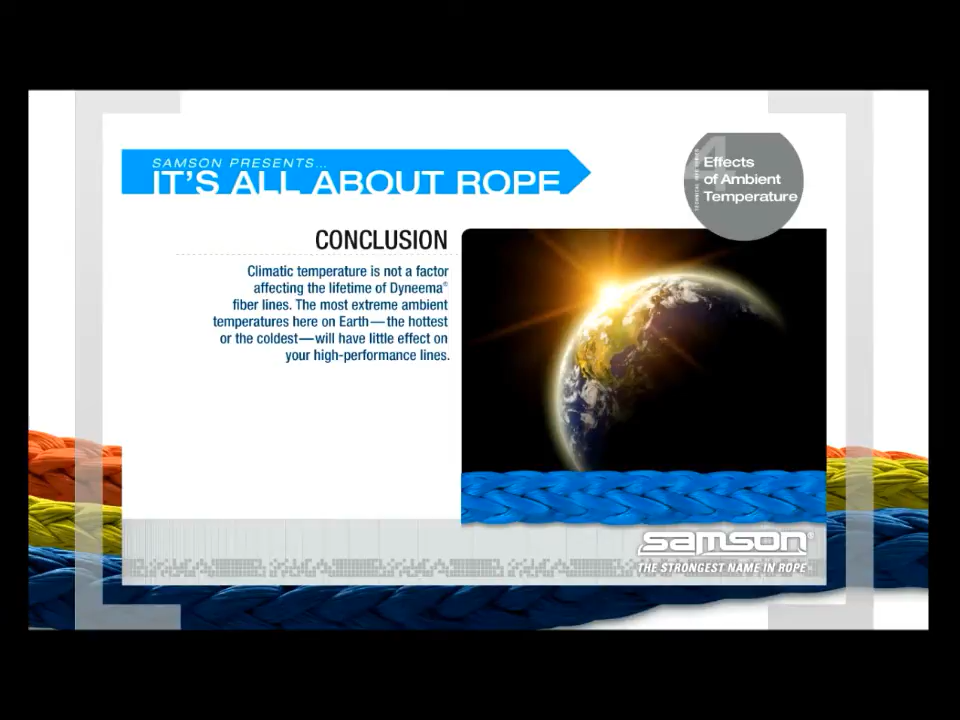 SAMSON PRESENTS...
IT'S ALL ABOUT ROPE
4
Effects
of Ambient
Temperature
CONCLUSION
Climatic temperature is not a factor
affecting the lifetime of Dyneema®
fiber lines. The most extreme ambient
temperatures here on Earth—the hottest
or the coldest—will have little effect on
your high-performance lines.
samson®
THE STRONGEST NAME IN ROPE